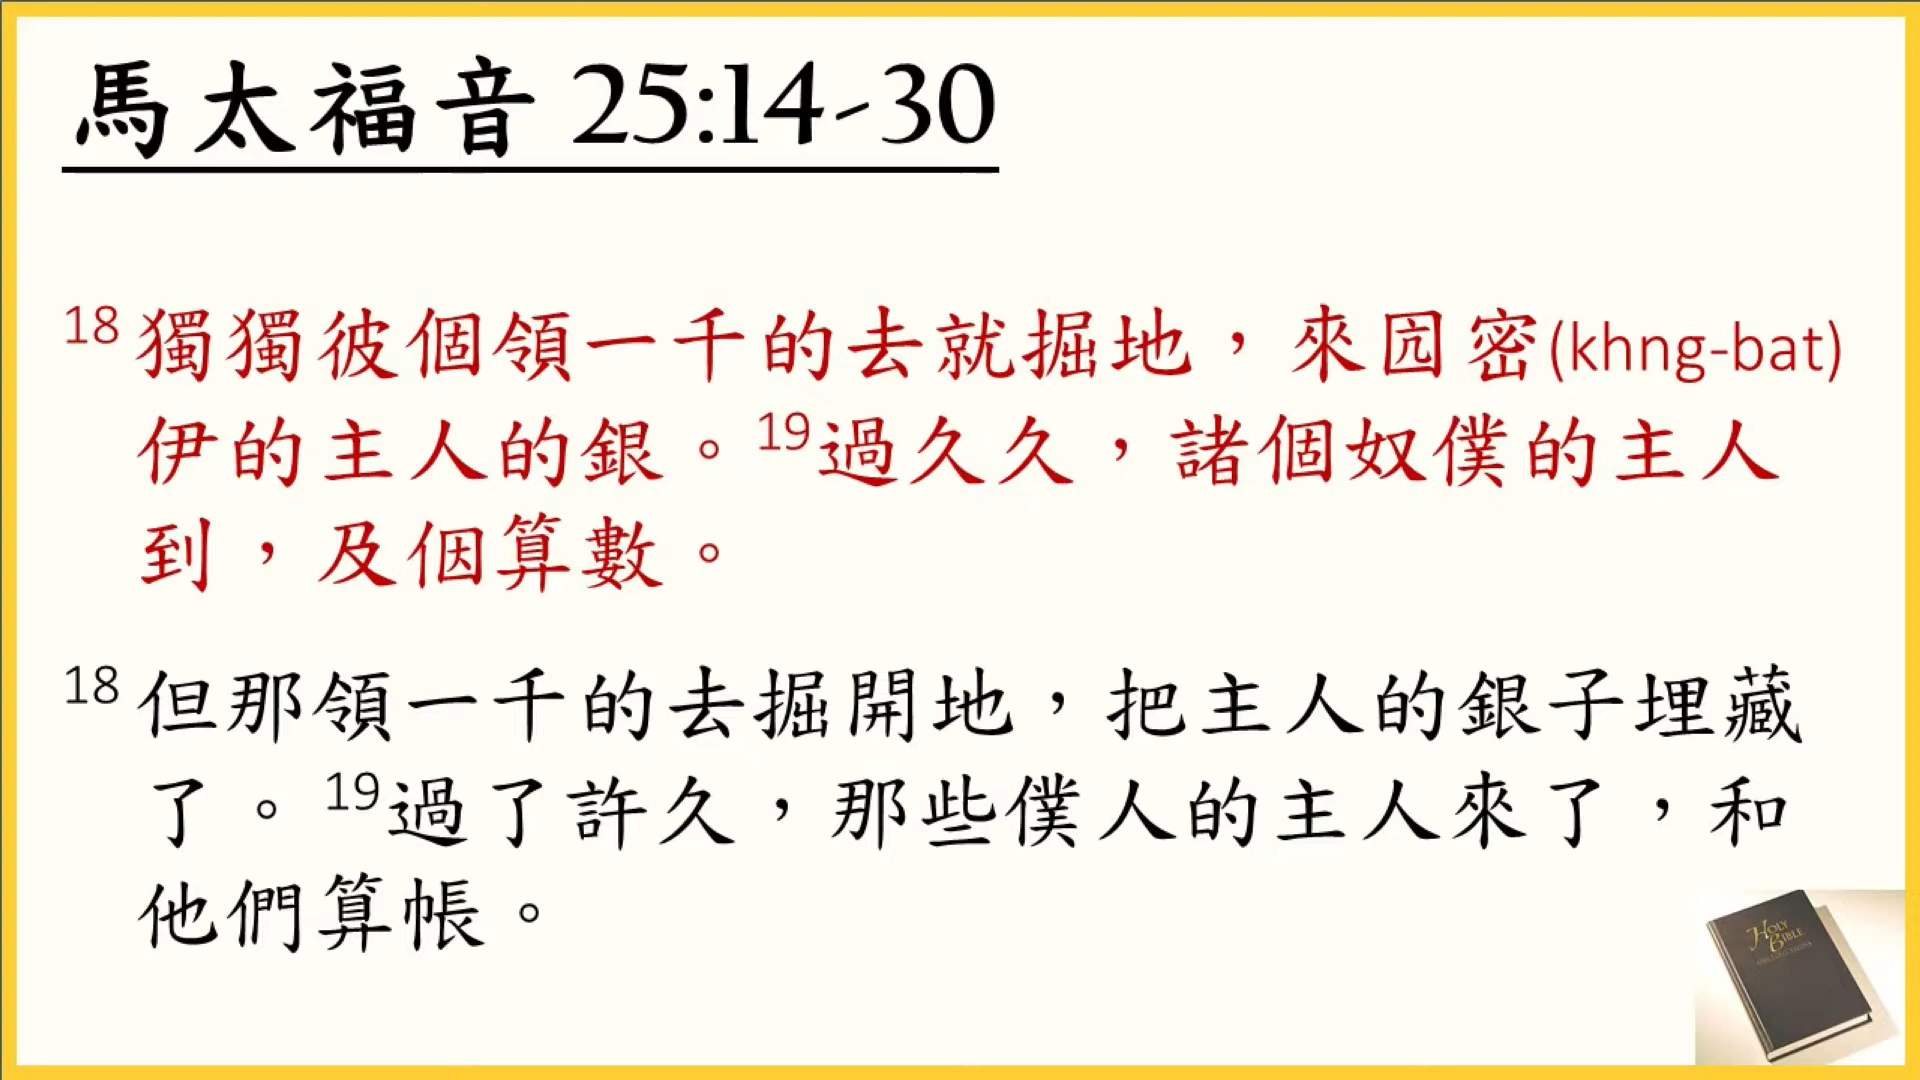 馬太福音 25:14-30
18 獨獨彼個領一千的去就掘地，來囥密(khng-bat)
伊的主人的銀。19過久久，諸個奴僕的主人
到，及𪜶算數。
18 但那領一千的去掘開地，把主人的銀子埋藏
了。19過了許久，那些僕人的主人來了，和
他們算帳。
HOLY
BIBLE